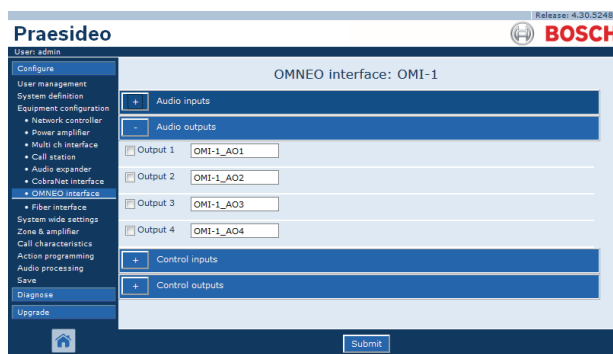 Release: 4.30.5248
Praesideo
BOSCH
User: admin
Configure
User management
System definition
Equipment configuration
• Network controller
• Power amplifier
• Multi ch interface
• Call station
• Audio expander
• CobraNet interface
• OMNEO interface
• Fiber interface
System wide settings
Zone & amplifier
Call characteristics
Action programming
Audio processing
Save
Diagnose
Upgrade
OMNEO interface: OMI-1
+ Audio inputs
- Audio outputs
Output 1 OMI-1_AO1
Output 2 OMI-1_AO2
Output 3 OMI-1_AO3
Output 4 OMI-1_AO4
+ Control inputs
+ Control outputs
Submit